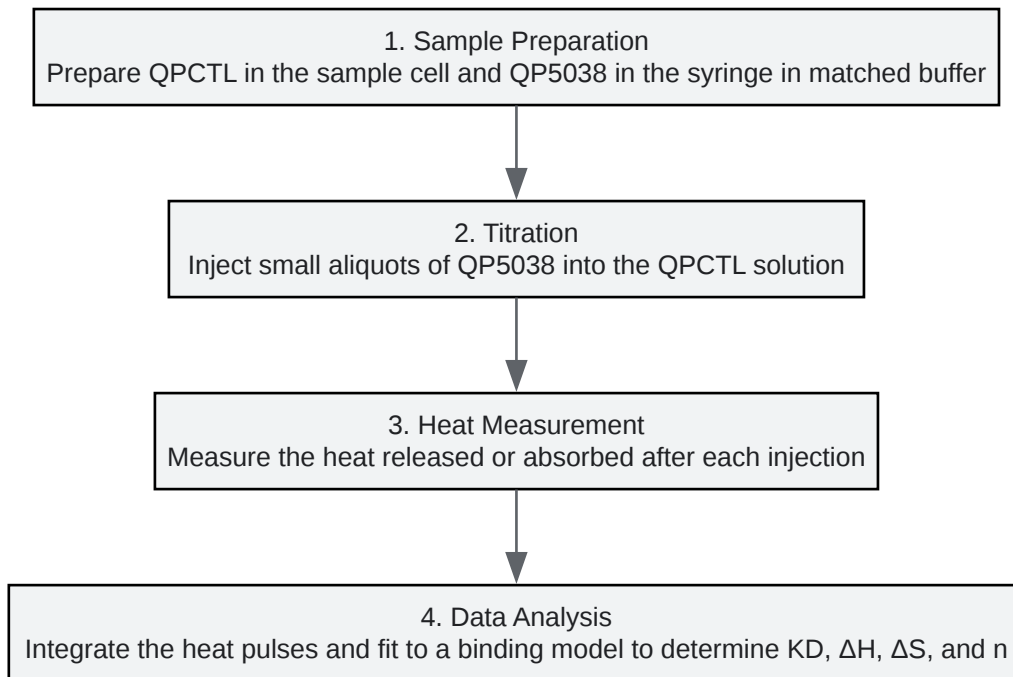 1. Sample Preparation
Prepare QPCTL in the sample cell and QP5038 in the syringe in matched buffer
2. Titration
Inject small aliquots of QP5038 into the QPCTL solution
3. Heat Measurement
Measure the heat released or absorbed after each injection
4. Data Analysis
Integrate the heat pulses and fit to a binding model to determine KD, ΔH, ΔS, and n